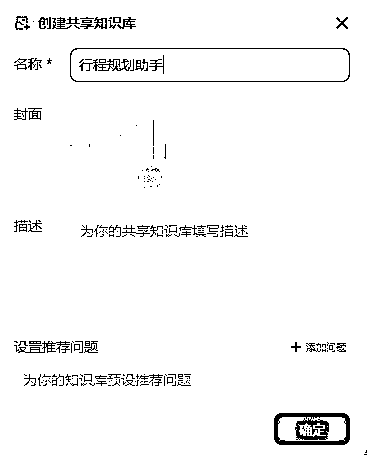 创建共享知识库
名称 *
行程规划助手
封面
描述
为你的共享知识库填写描述
设置推荐问题
+ 添加问题
为你的知识库预设推荐问题
确定